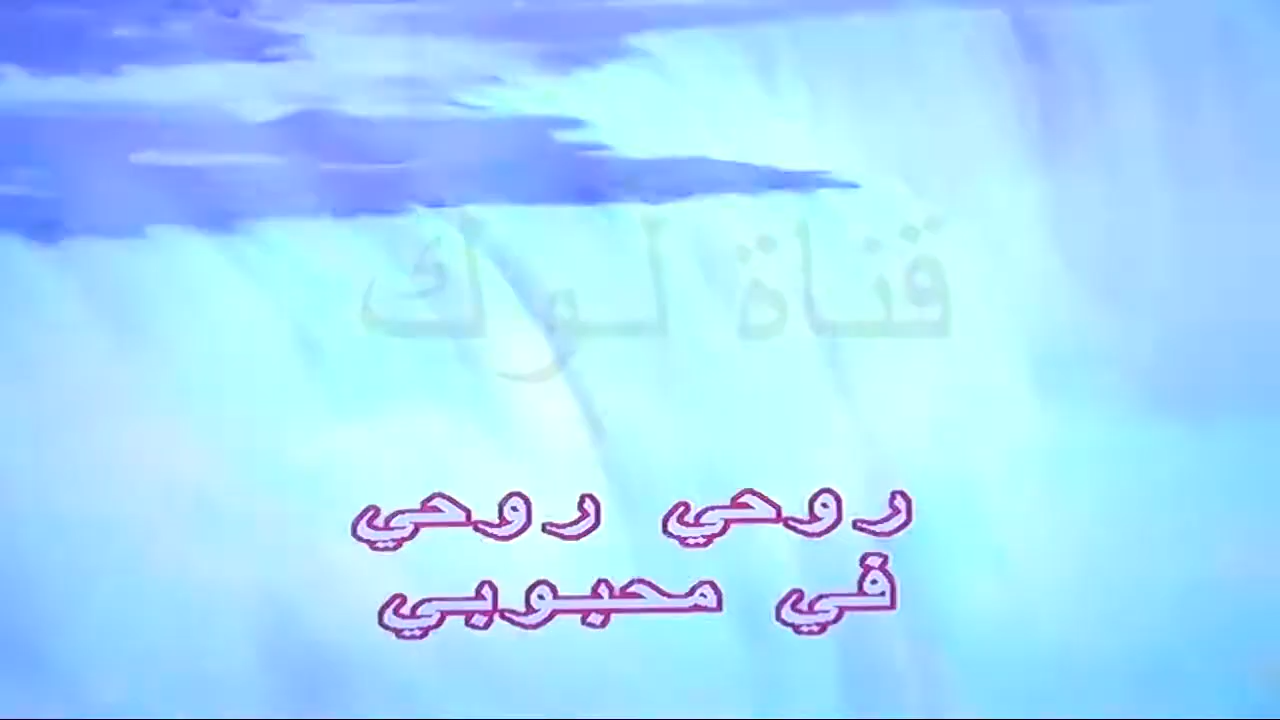 قناة لوك
روحي روحي
في محبوبي